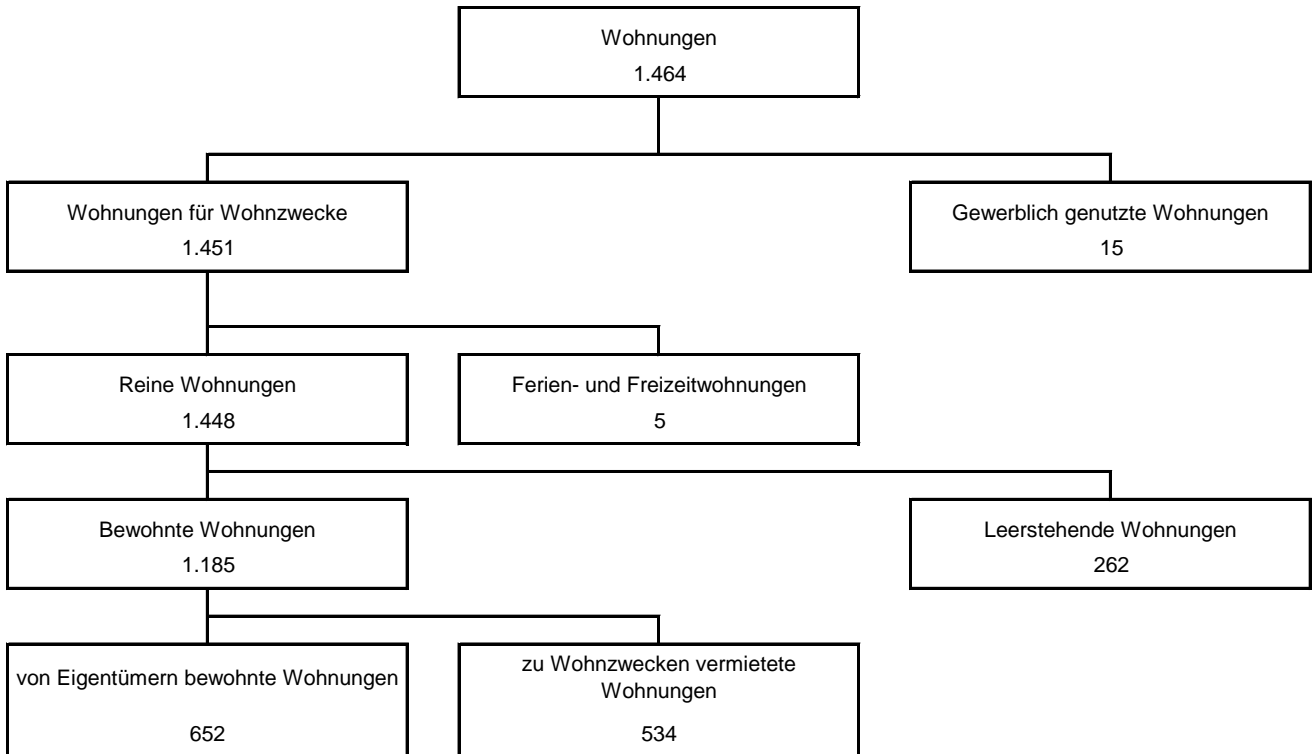 Wohnungen
1.464
Wohnungen für Wohnzwecke
1.451
Gewerblich genutzte Wohnungen
15
Reine Wohnungen
1.448
Ferien- und Freizeitwohnungen
5
Bewohnte Wohnungen
1.185
Leerstehende Wohnungen
262
von Eigentümern bewohnte Wohnungen
652
zu Wohnzwecken vermietete
Wohnungen
534